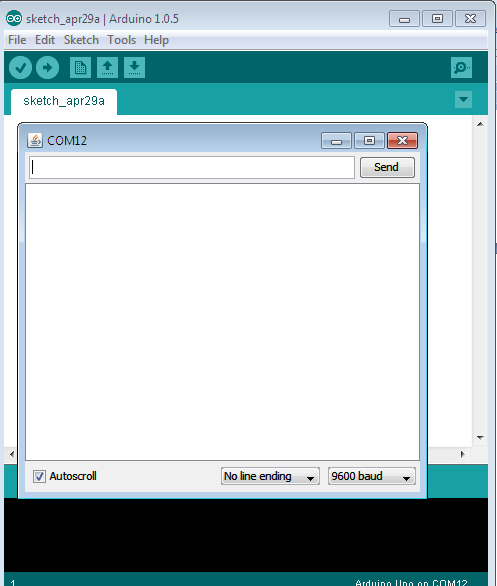 sketch_apr29a | Arduino 1.0.5
File Edit Sketch Tools Help
sketch_apr29a
COM12
Send
Autoscroll
No line ending
9600 baud
1
Arduino Uno on COM12